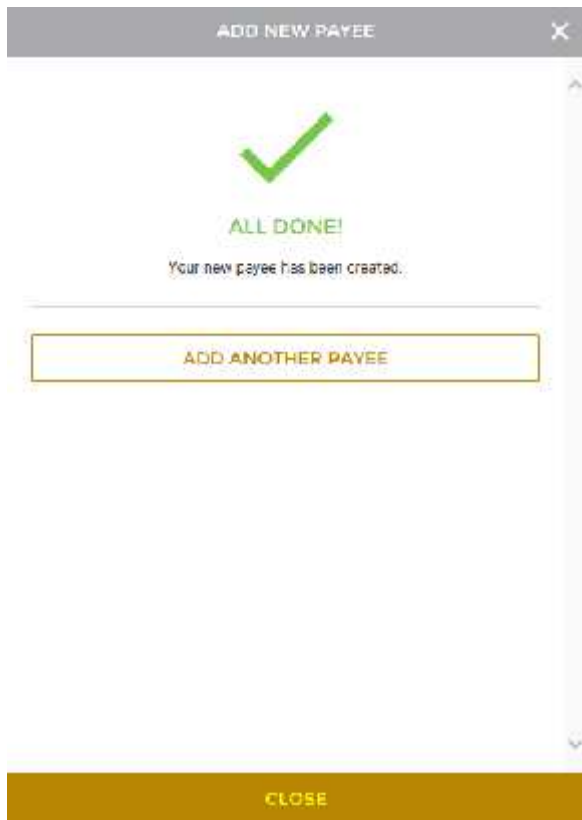 ADD NEW PAYEE
ALL DONE!
Your new payee has been created.
ADD ANOTHER PAYEE
CLOSE